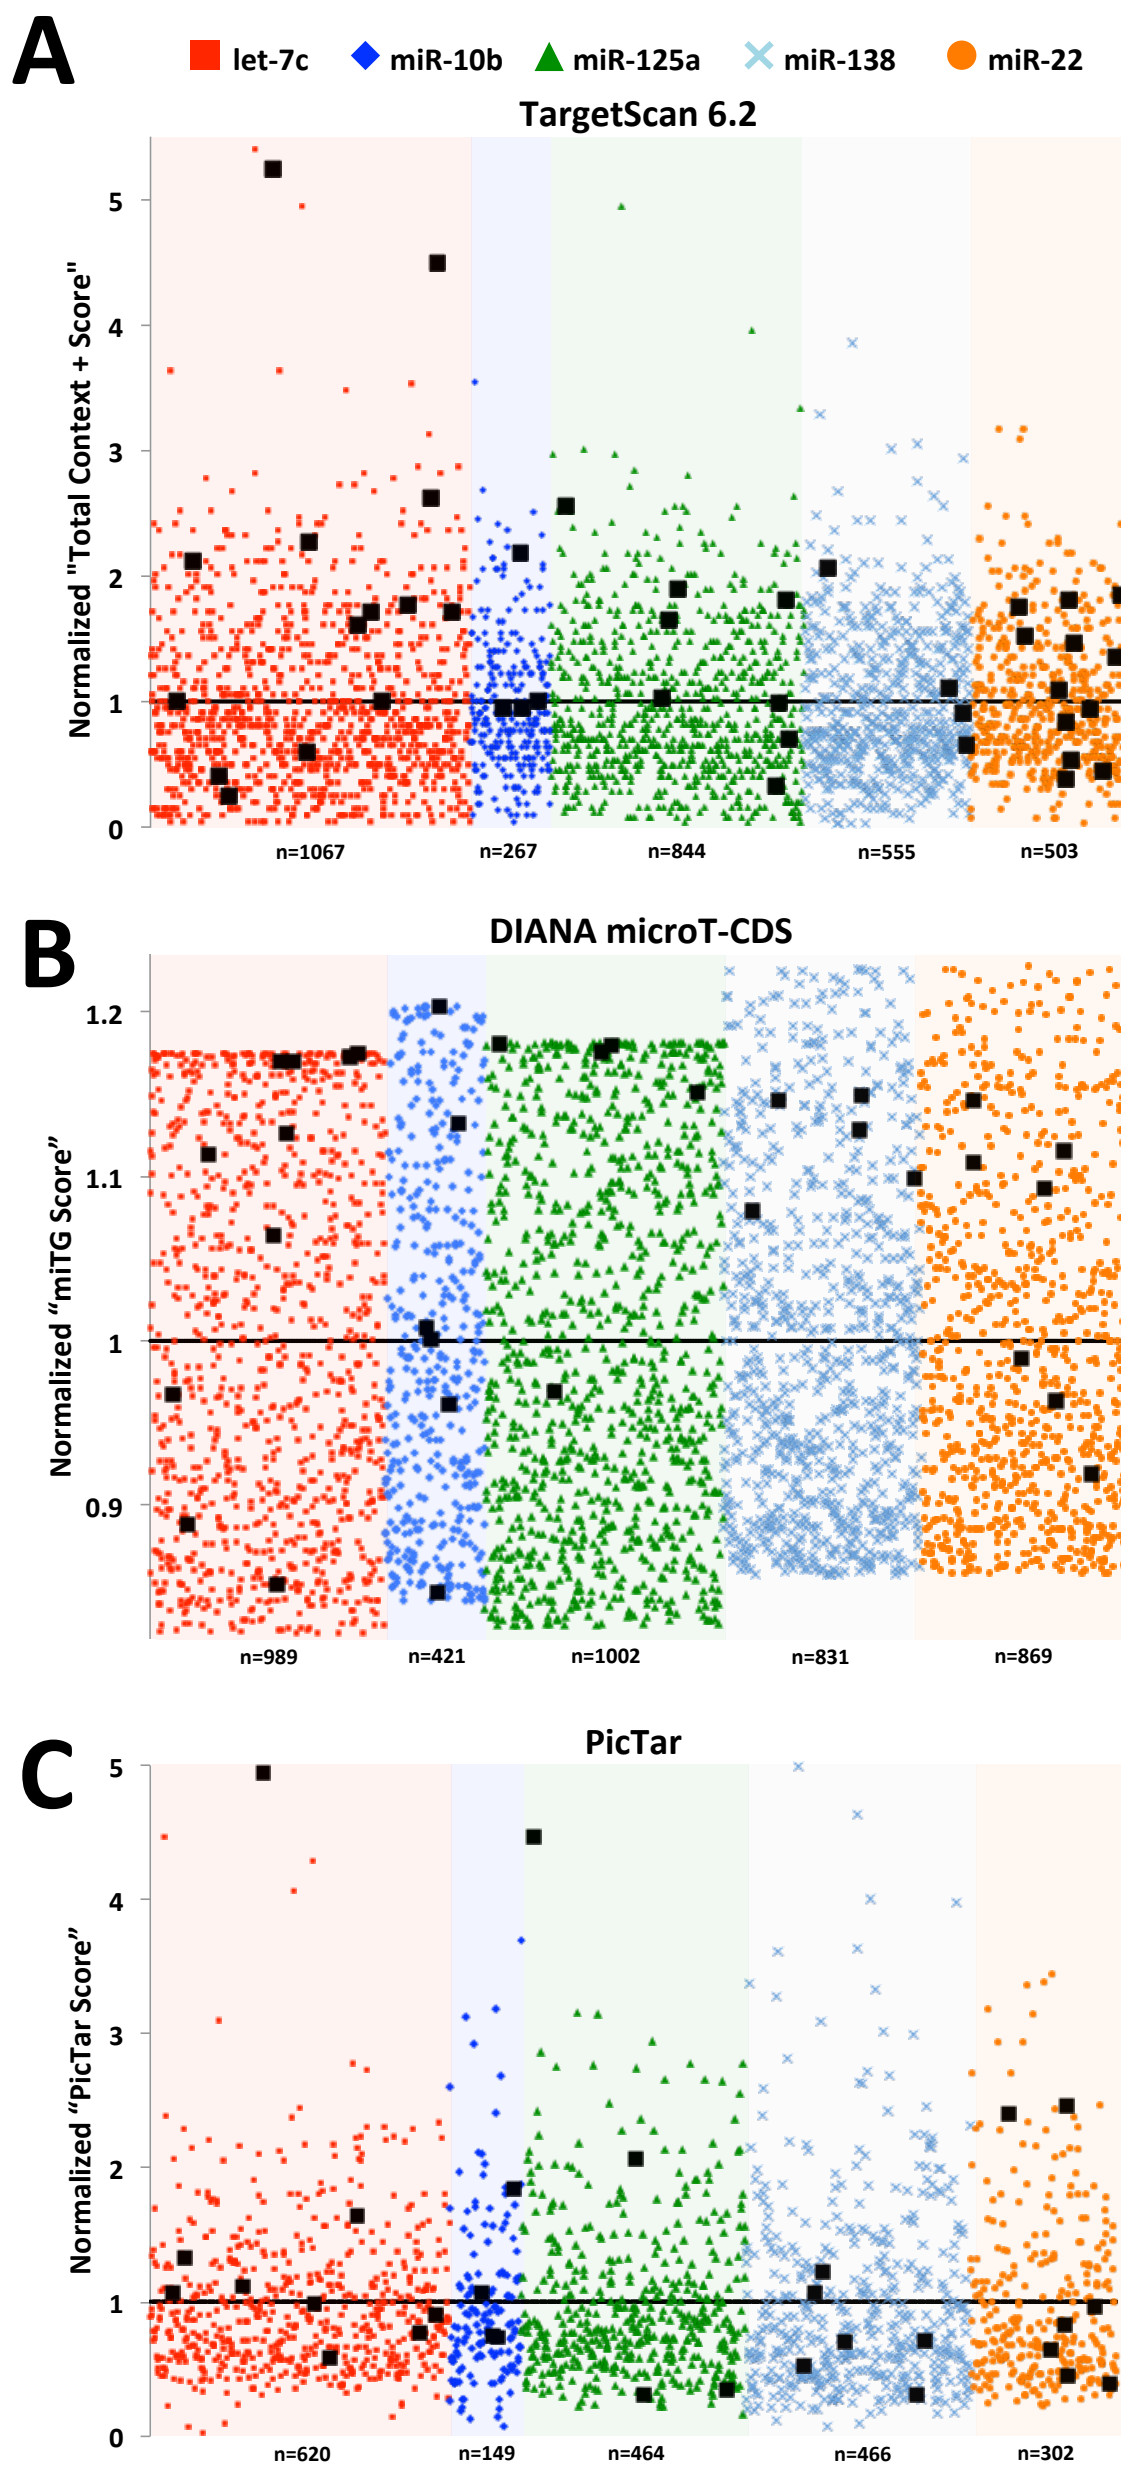 A
let-7c miR-10b miR-125a miR-138 miR-22
TargetScan 6.2
Normalized "Total Context + Score"
5
4
3
2
1
0
n=1067 n=267 n=844 n=555 n=503
B
DIANA microT-CDS
Normalized “miTG Score”
1.2
1.1
1
0.9
n=989 n=421 n=1002 n=831 n=869
C
PicTar
Normalized “PicTar Score”
5
4
3
2
1
0
n=620 n=149 n=464 n=466 n=302